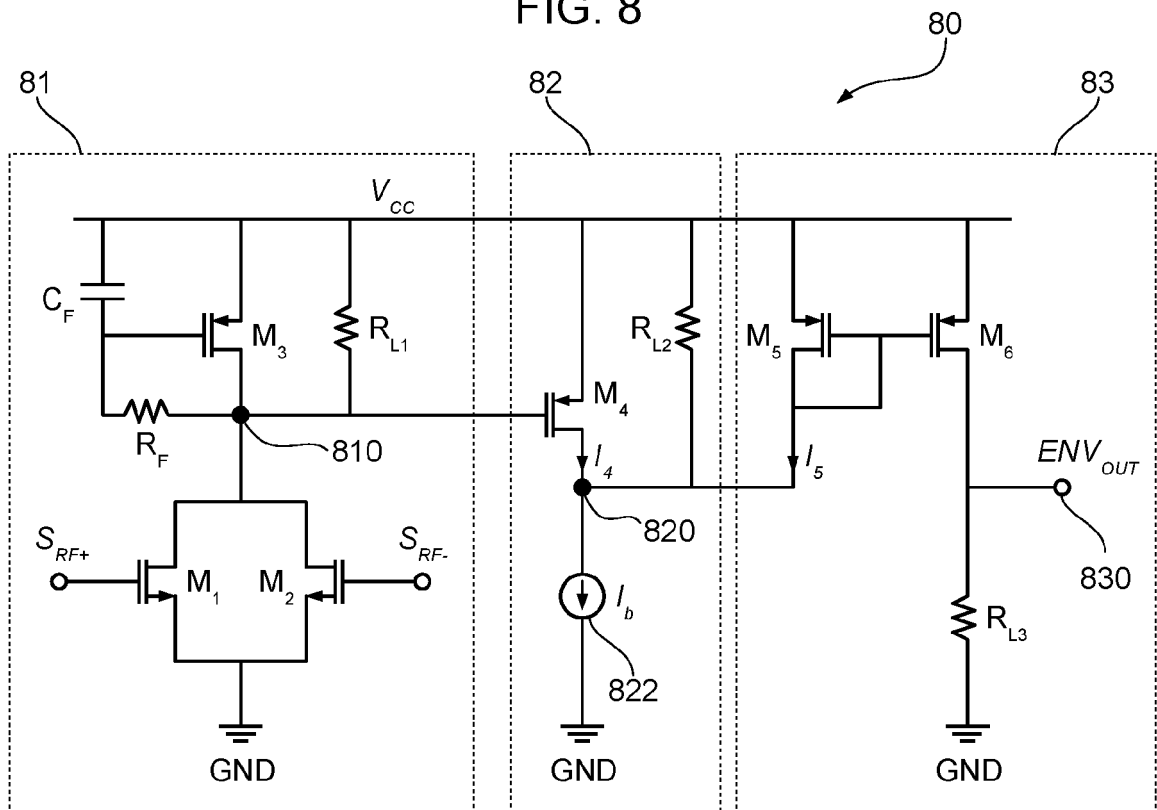 FIG. 8
80
81
82
83
V_CC
C_F
M_3
R_L1
R_L2
M_5
M_6
M_4
R_F
810
I_4
I_5
ENV_OUT
820
S_RF+
S_RF-
M_1
M_2
I_b
830
R_L3
822
GND
GND
GND